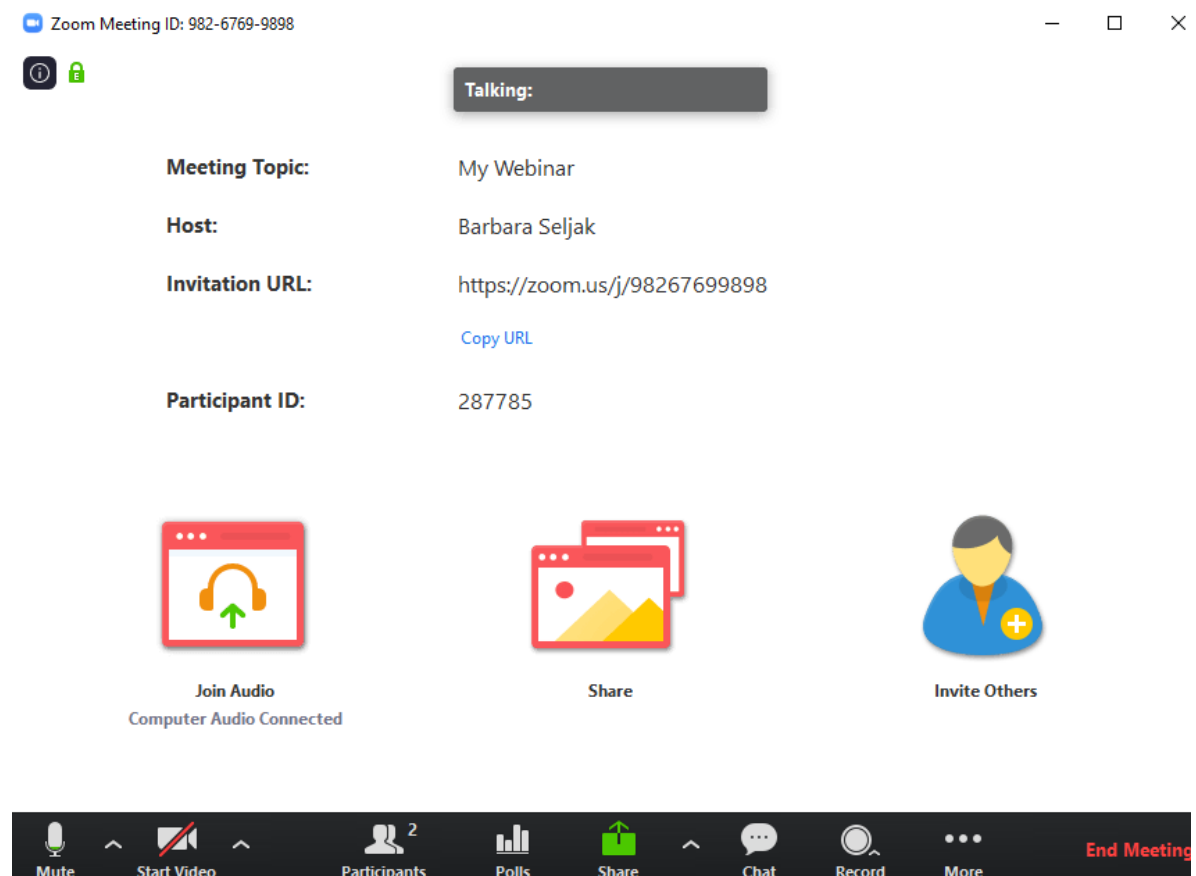 Zoom Meeting ID: 982-6769-9898
E
Talking:
Meeting Topic: My Webinar
Host: Barbara Seljak
Invitation URL: https://zoom.us/j/98267699898
Copy URL
Participant ID: 287785
Join Audio Share Invite Others
Computer Audio Connected
2
Mute Start Video Participants Polls Share Chat Record More End Meeting